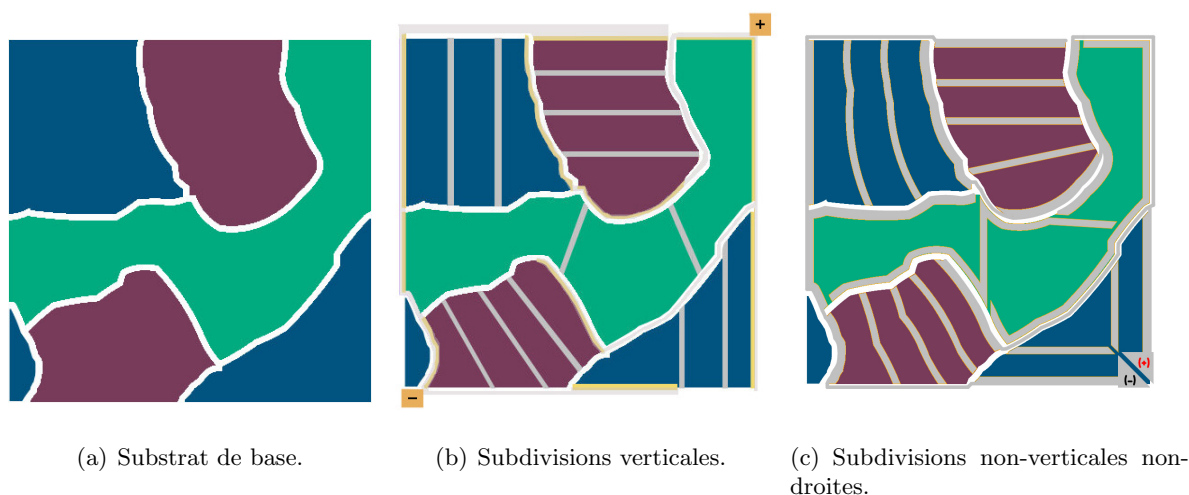 +
−
(+)
(−)
(a) Substrat de base.
(b) Subdivisions verticales.
(c) Subdivisions non-verticales non-
droites.